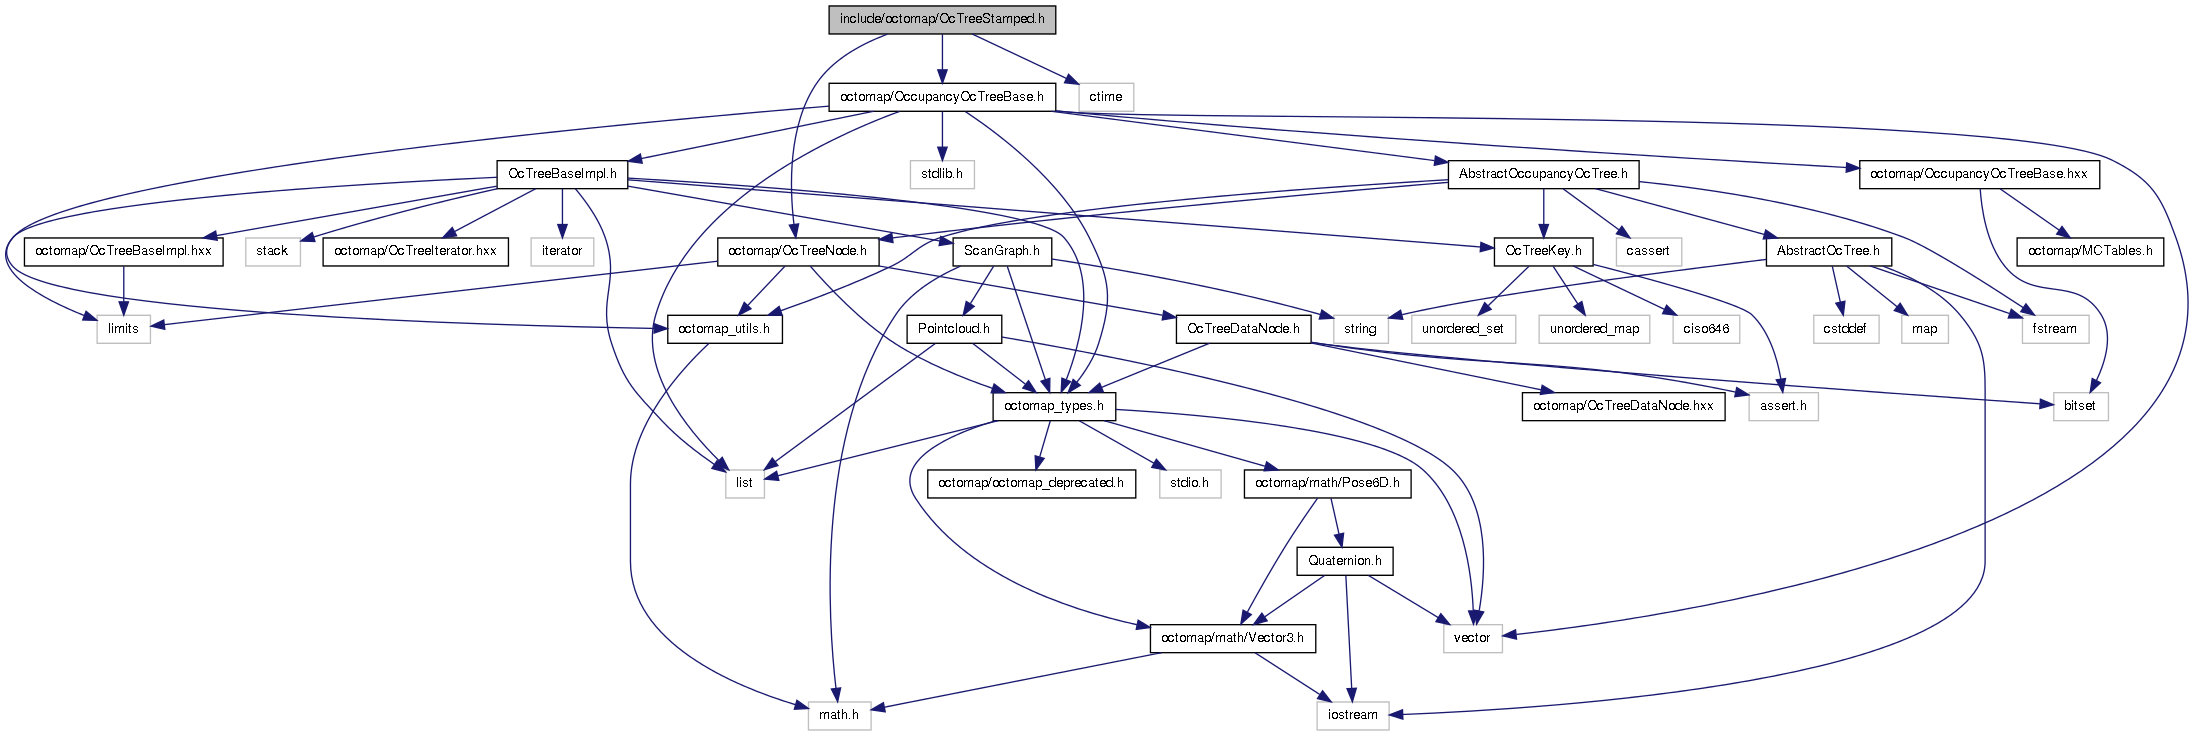 include/octomap/OcTreeStamped.h
octomap/OccupancyOcTreeBase.h
ctime
OcTreeBaseImpl.h
stdlib.h
AbstractOccupancyOcTree.h
octomap/OccupancyOcTreeBase.hxx
octomap/OcTreeBaseImpl.hxx
stack
octomap/OcTreeIterator.hxx
iterator
octomap/OcTreeNode.h
ScanGraph.h
OcTreeKey.h
cassert
AbstractOcTree.h
octomap/MCTables.h
limits
octomap_utils.h
Pointcloud.h
OcTreeDataNode.h
string
unordered_set
unordered_map
ciso646
cstddef
map
fstream
octomap_types.h
octomap/OcTreeDataNode.hxx
assert.h
bitset
list
octomap/octomap_deprecated.h
stdio.h
octomap/math/Pose6D.h
Quaternion.h
octomap/math/Vector3.h
vector
math.h
iostream